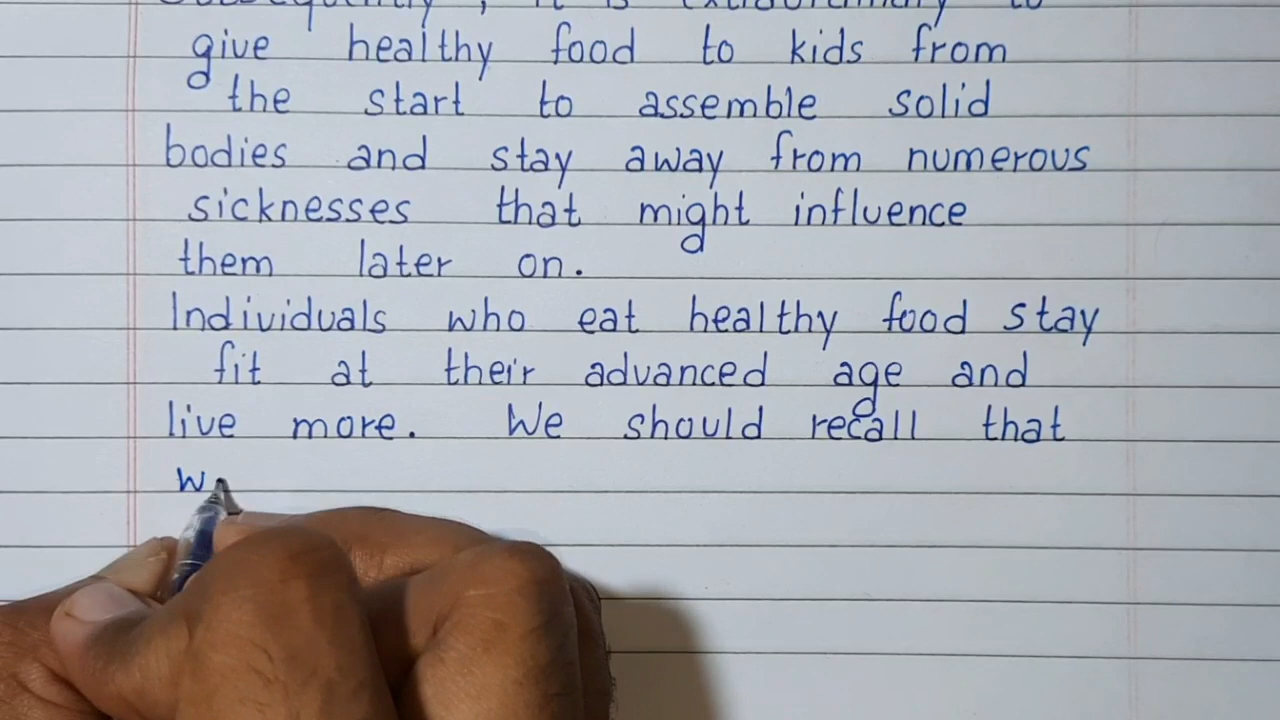 give healthy food to kids from
the start to assemble solid
bodies and stay away from numerous
sicknesses that might influence
them later on.
Individuals who eat healthy food stay
fit at their advanced age and
live more. We should recall that
w